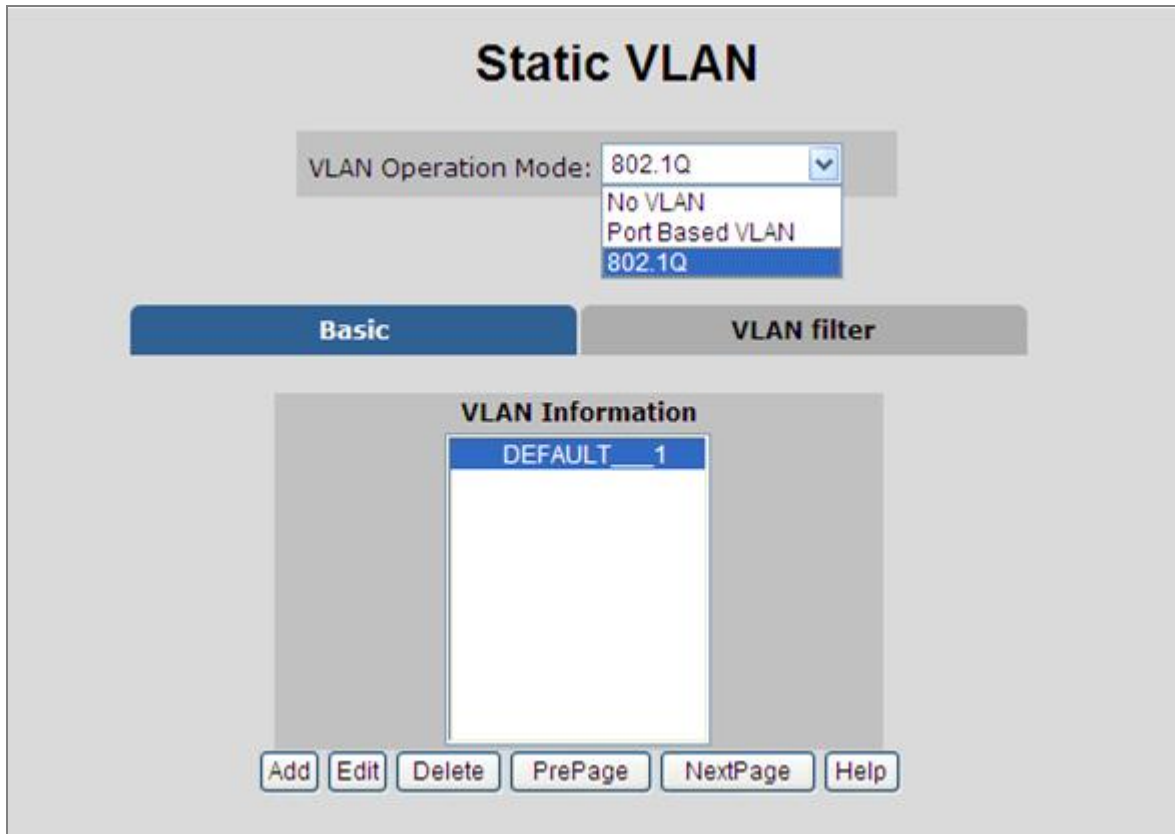 Static VLAN
VLAN Operation Mode: 802.1Q
No VLAN
Port Based VLAN
802.1Q
Basic VLAN filter
VLAN Information
DEFAULT___1
Add Edit Delete PrePage NextPage Help